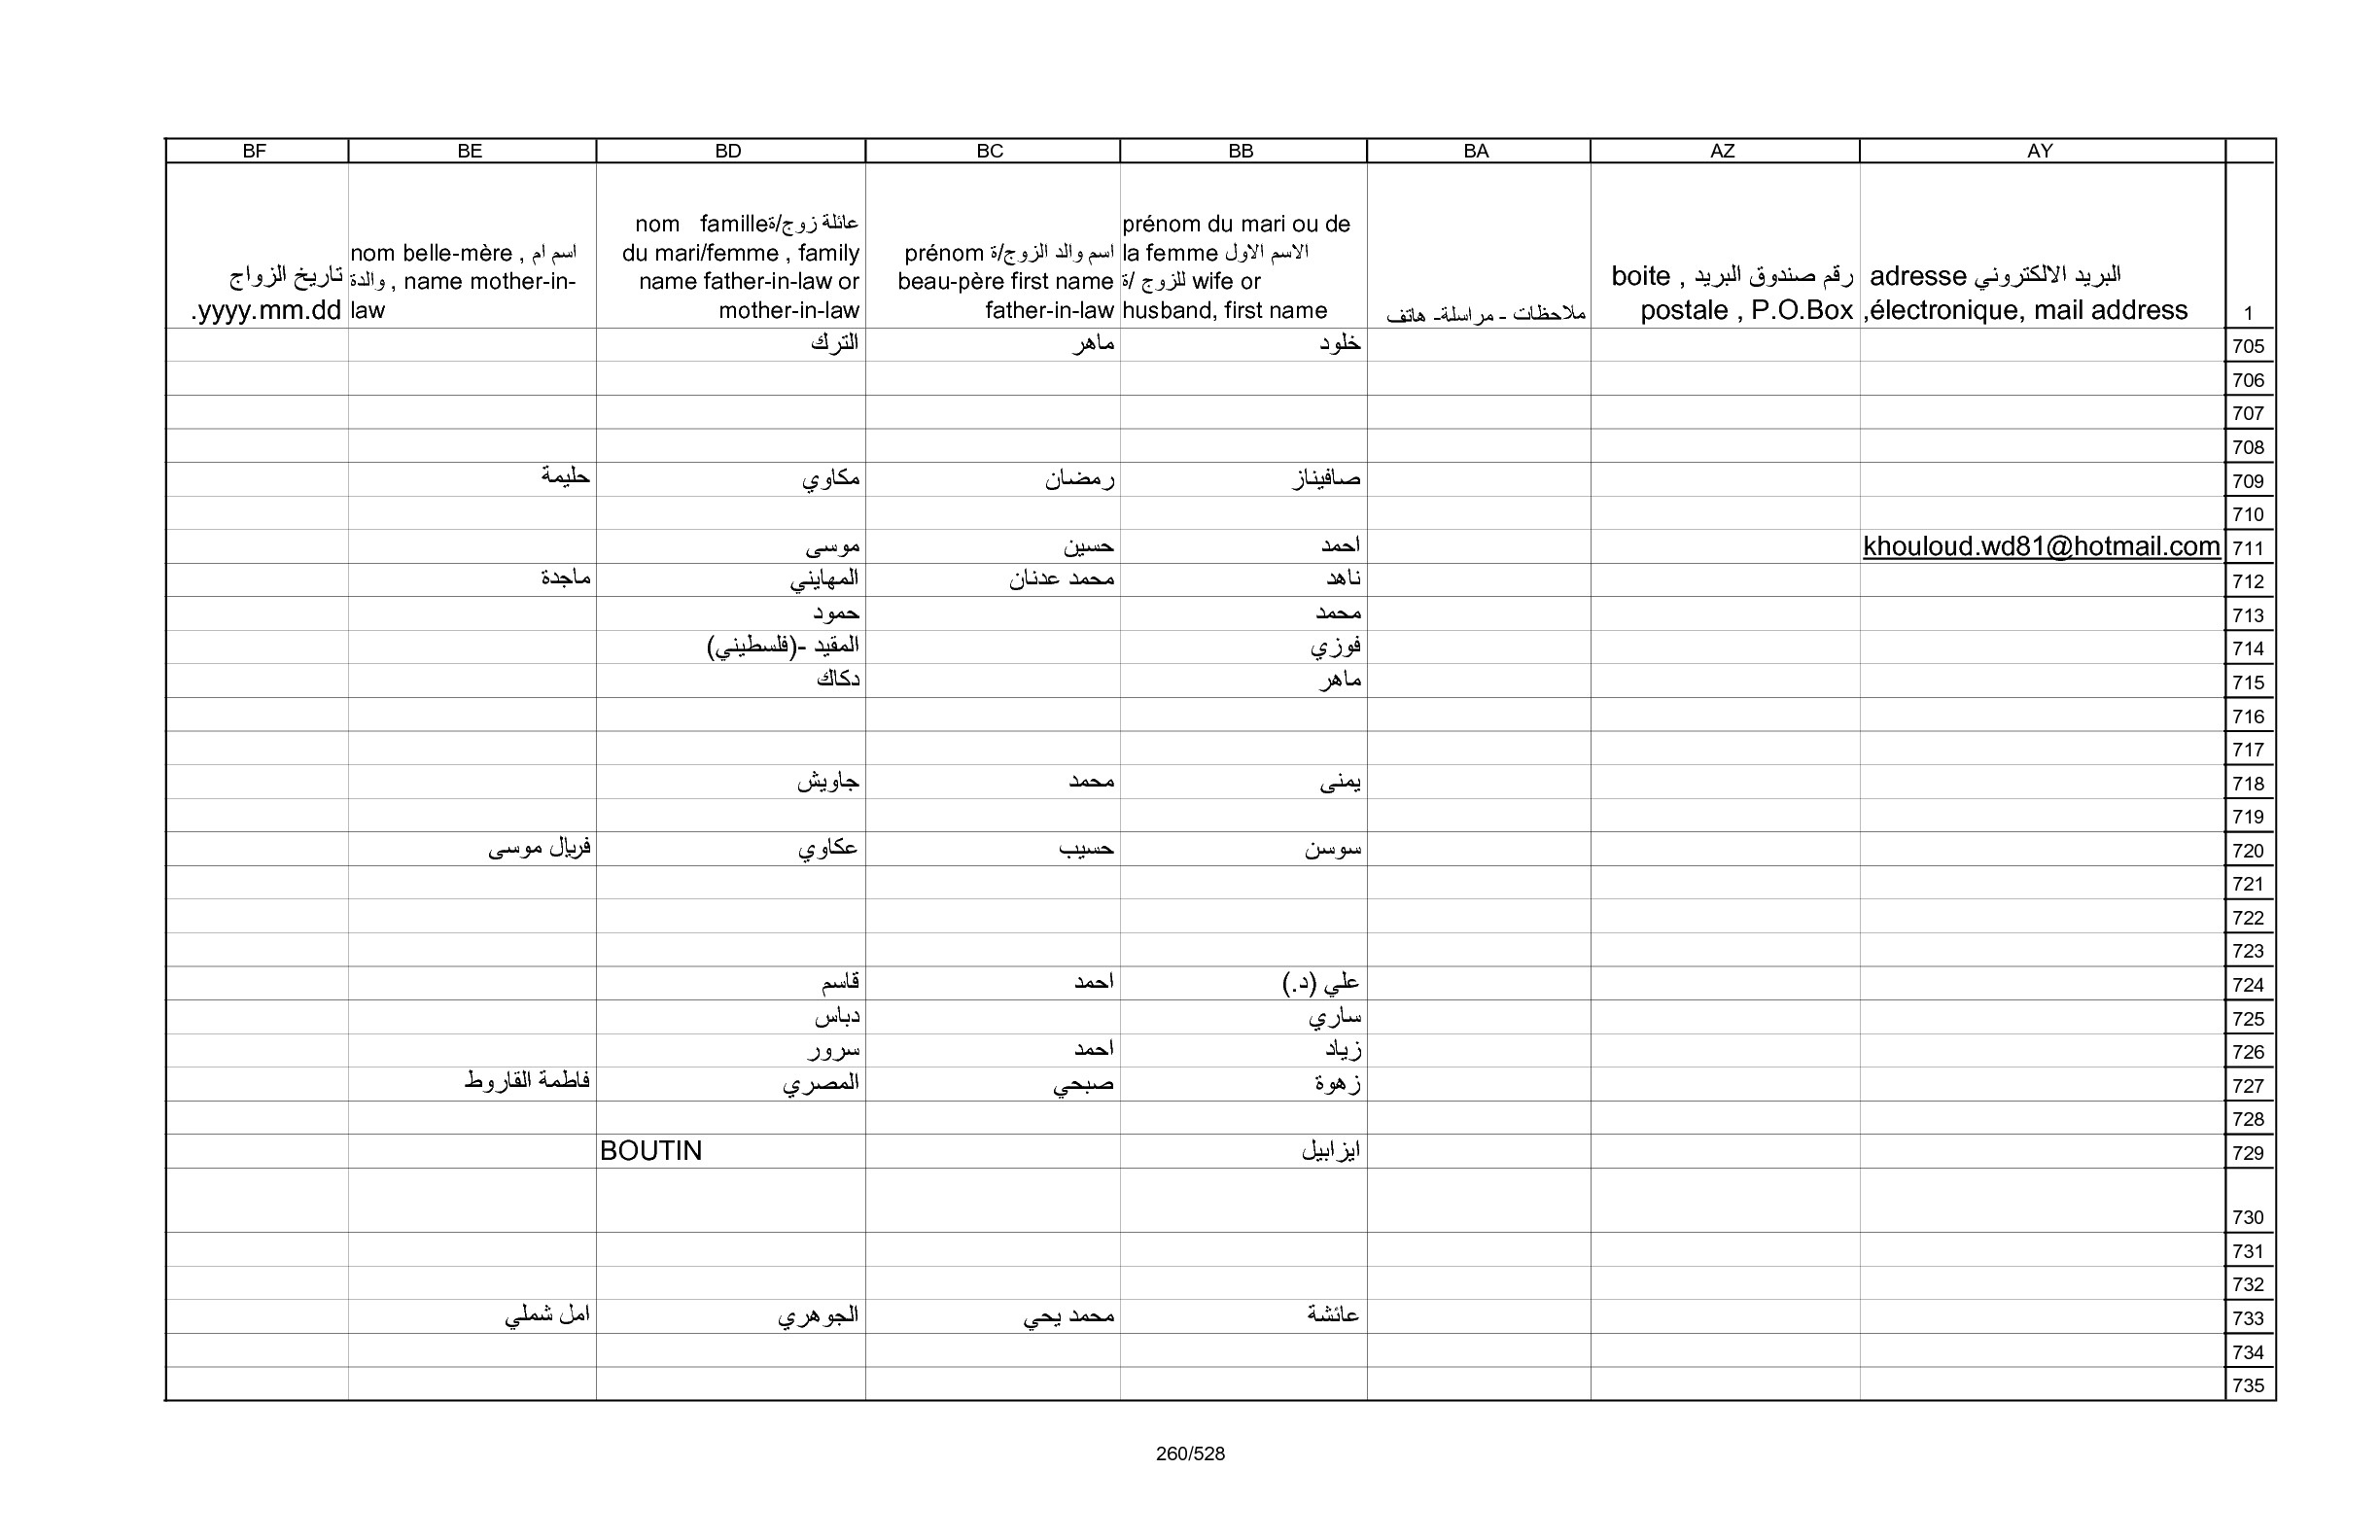 AY BA AZ BB BC BD BE BF
1
البريد الالكتروني adresse électronique, mail address,
رقم صندوق البريد , boite postale , P.O.Box
ملاحظات - مراسلة- هاتف
prénom du mari ou de
la femme الاسم الاول
للزوج /ة wife or
husband, first name
اسم والد الزوج/ة prénom
beau-père first name
father-in-law
عائلة زوج/ةnom famille
du mari/femme , family
name father-in-law or
mother-in-law
nom belle-mère , اسم ام
والدة , name mother-in-
law
تاريخ الزواج
yyyy.mm.dd.
705 خلود ماهر الترك
706
707
708
709 صافيناز رمضان مكاوي حليمة
710
711 khouloud.wd81@hotmail.com احمد حسين موسى
712 ناهد محمد عدنان المهايني ماجدة
713 محمد حمود
714 فوزي المقيد -(فلسطيني)
715 ماهر دكاك
716
717
718 يمنى محمد جاويش
719
720 سوسن حسيب عكاوي فريال موسى
721
722
723
724 علي (د.) احمد قاسم
725 ساري دباس
726 زياد احمد سرور
727 زهوة صبحي المصري فاطمة القاروط
728
729 ايزابيل BOUTIN
730
731
732
733 عائشة محمد يحي الجوهري امل شملي
734
735
260/528